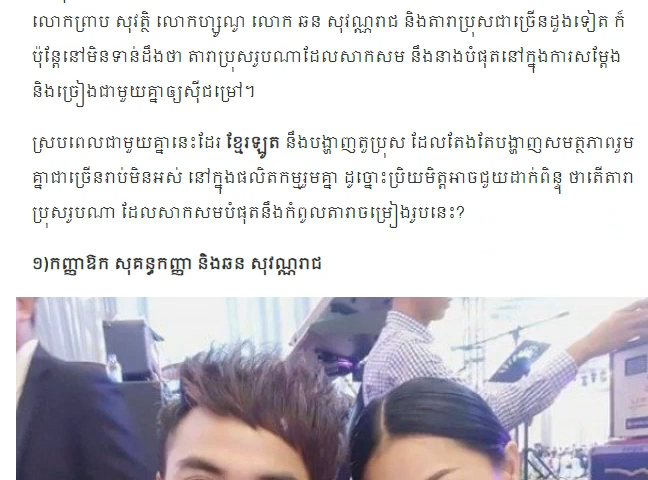 លោកព្រាប សុវត្ថិ លោកហ្សូណូ លោក ឆន សុវណ្ណរាជ និងតារាប្រុសជាច្រើនដួងទៀត ក៏
ប៉ុន្តែនៅមិនទាន់ដឹងថា តារាប្រុសរូបណាដែលសាកសម នឹងនាងបំផុតនៅក្នុងការសម្តែង
និងច្រៀងជាមួយគ្នាឲ្យស៊ីជម្រៅ។
ស្របពេលជាមួយគ្នានេះដែរ ខ្មែរឡូត នឹងបង្ហាញតួប្រុស ដែលតែងតែបង្ហាញសមត្ថភាពរួម
គ្នាជាច្រើនរាប់មិនអស់ នៅក្នុងផលិតកម្មរួមគ្នា ដូច្នោះប្រិយមិត្តអាចជួយដាក់ពិន្ទុ ថាតើតារា
ប្រុសរូបណា ដែលសាកសមបំផុតនឹងកំពូលតារាចម្រៀងរូបនេះ?
១)កញ្ញាឱក សុគន្ធកញ្ញា និងឆន សុវណ្ណរាជ